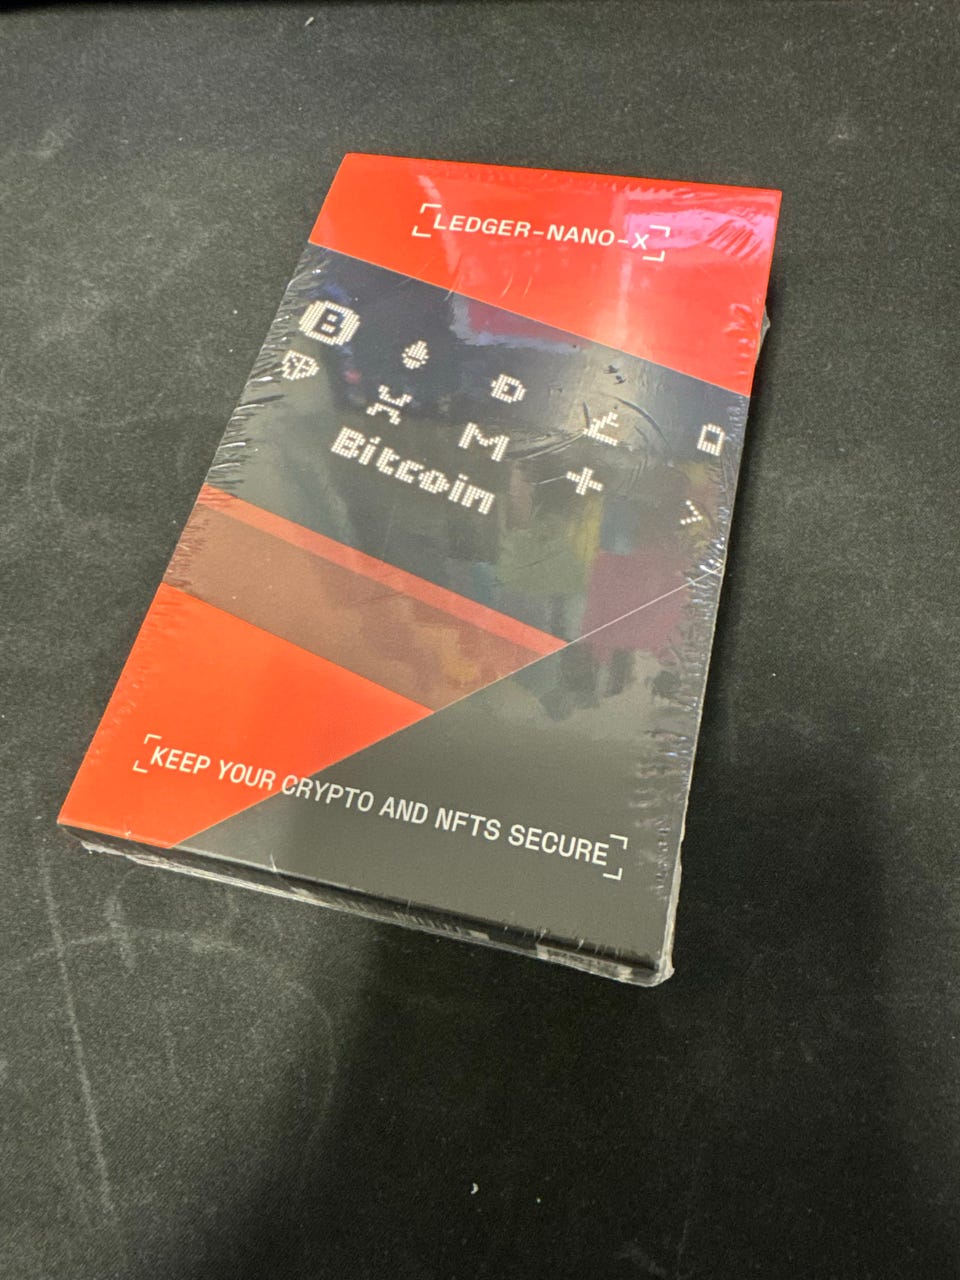 LEDGER-NANO-X
Bitcoin
KEEP YOUR CRYPTO AND NFTS SECURE